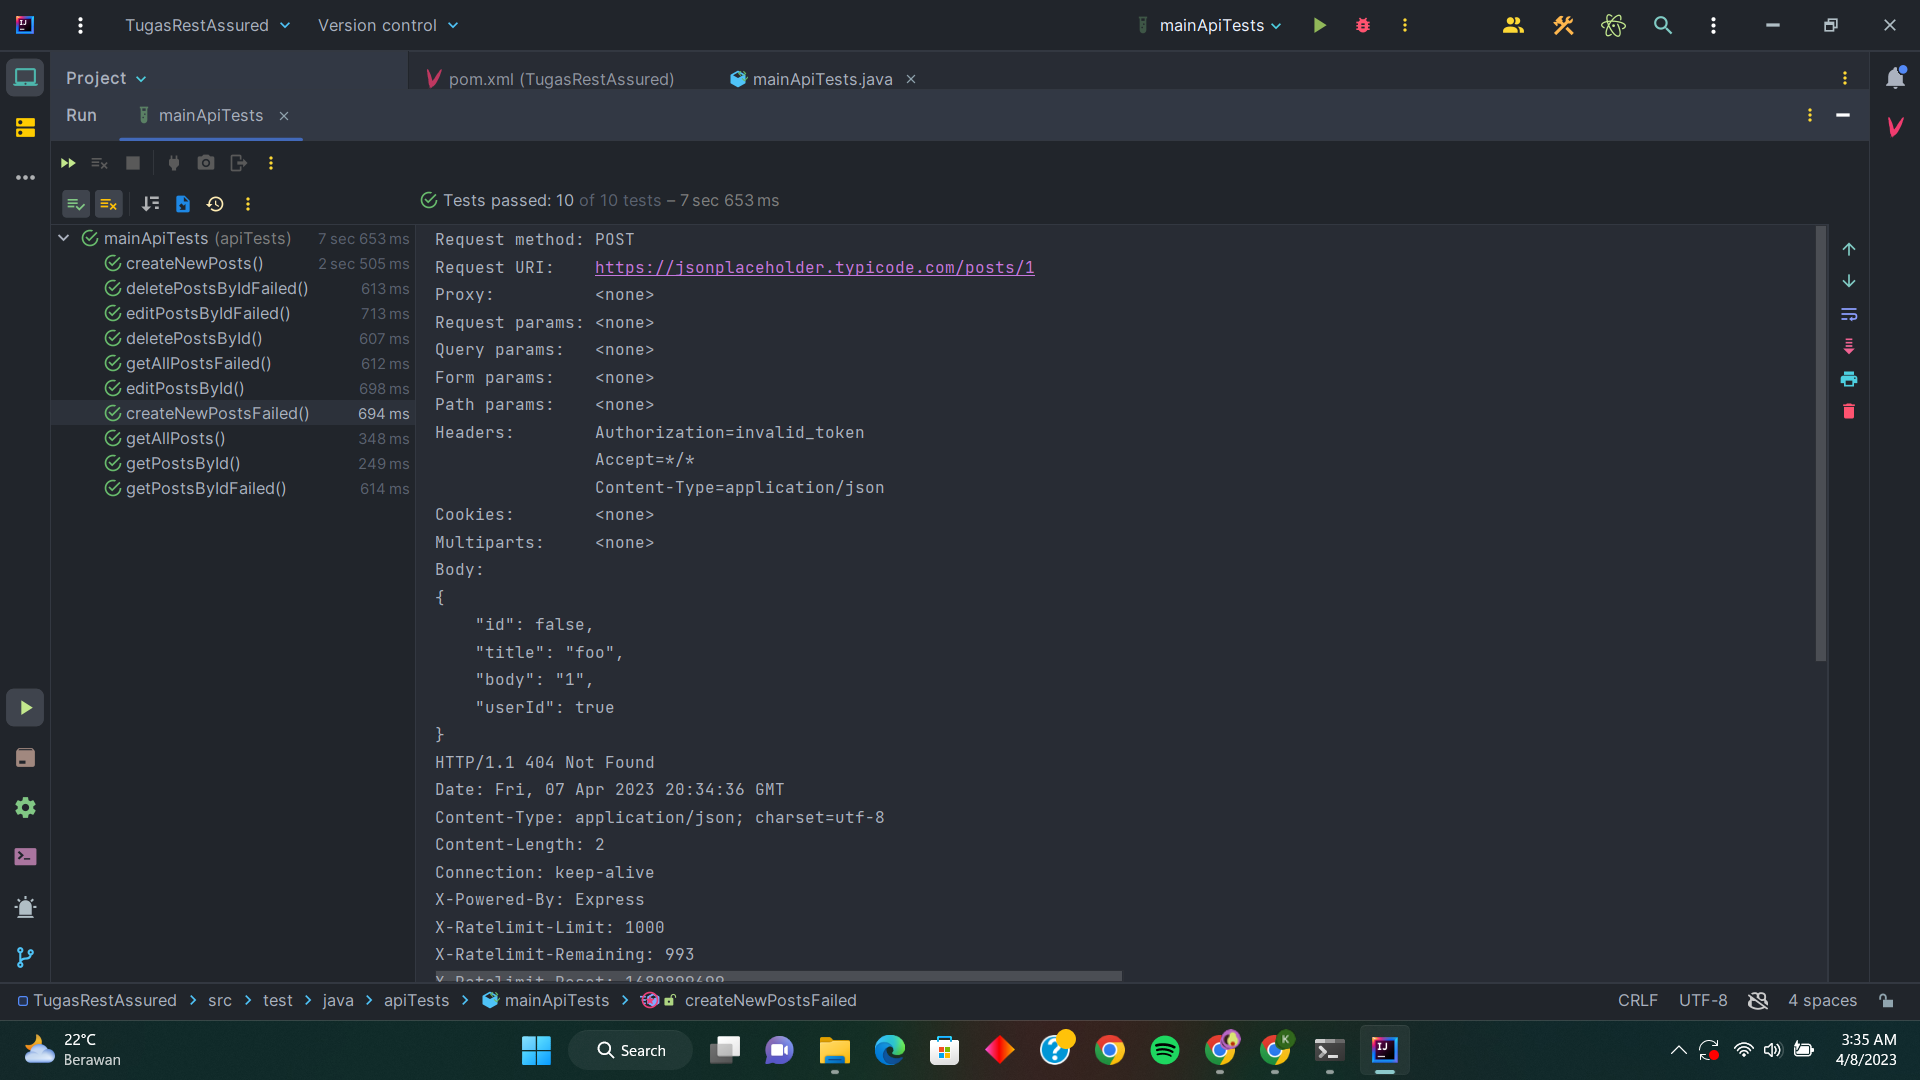 TugasRestAssured Version control mainApiTests
Project pom.xml (TugasRestAssured) mainApiTests.java
Run mainApiTests
Tests passed: 10 of 10 tests – 7 sec 653 ms
mainApiTests (apiTests) 7 sec 653 ms
createNewPosts() 2 sec 505 ms
deletePostsByIdFailed() 613 ms
editPostsByIdFailed() 713 ms
deletePostsById() 607 ms
getAllPostsFailed() 612 ms
editPostsById() 698 ms
createNewPostsFailed() 694 ms
getAllPosts() 348 ms
getPostsById() 249 ms
getPostsByIdFailed() 614 ms
Request method: POST
Request URI: https://jsonplaceholder.typicode.com/posts/1
Proxy: <none>
Request params: <none>
Query params: <none>
Form params: <none>
Path params: <none>
Headers: Authorization=invalid_token
Accept=*/*
Content-Type=application/json
Cookies: <none>
Multiparts: <none>
Body:
{
"id": false,
"title": "foo",
"body": "1",
"userId": true
}
HTTP/1.1 404 Not Found
Date: Fri, 07 Apr 2023 20:34:36 GMT
Content-Type: application/json; charset=utf-8
Content-Length: 2
Connection: keep-alive
X-Powered-By: Express
X-Ratelimit-Limit: 1000
X-Ratelimit-Remaining: 993
X-Ratelimit-Reset:
TugasRestAssured > src > test > java > apiTests > mainApiTests > createNewPostsFailed CRLF UTF-8 4 spaces
22°C
Berawan
Search
K
3:35 AM
4/8/2023